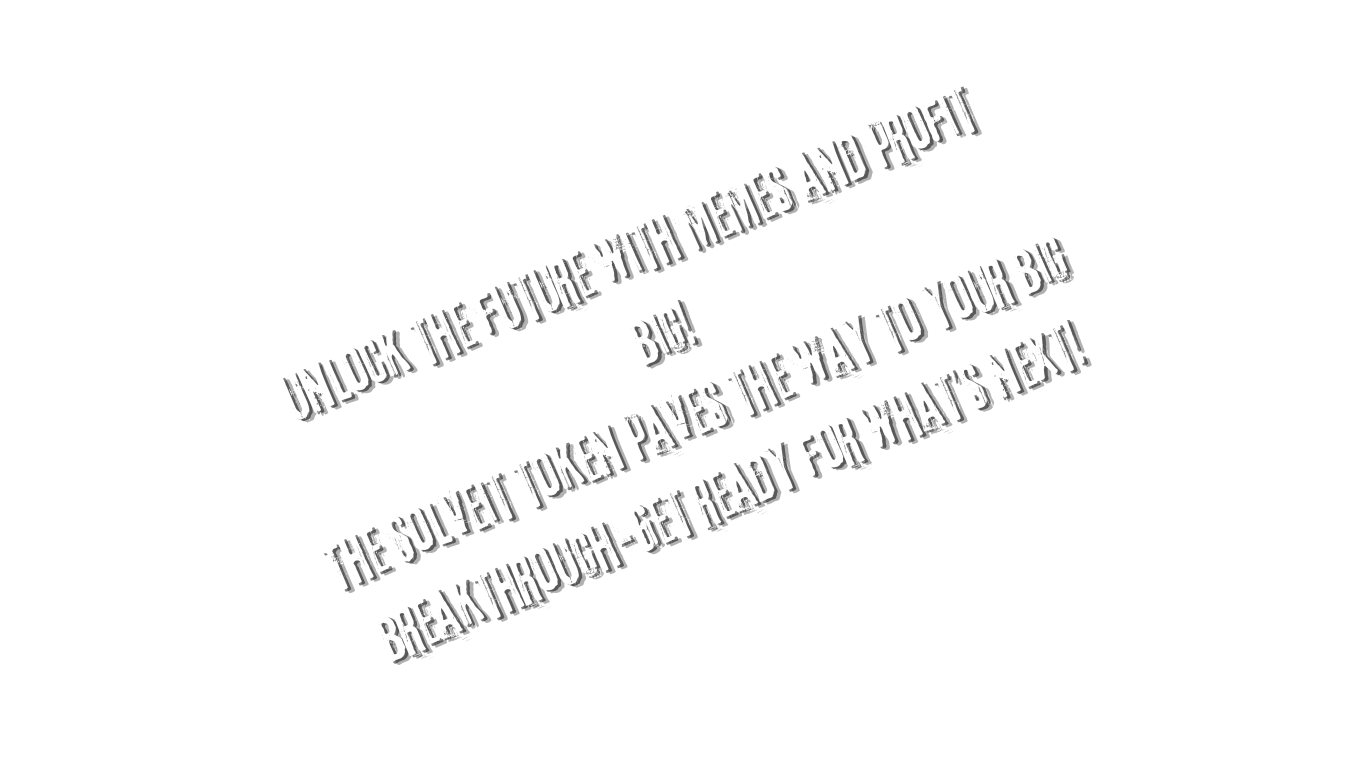 UNLOCK THE FUTURE WITH MEMES AND PROFIT
BIG!
THE SOLVEIT TOKEN PAVES THE WAY TO YOUR BIG
BREAKTHROUGH-GET READY FOR WHAT'S NEXT!